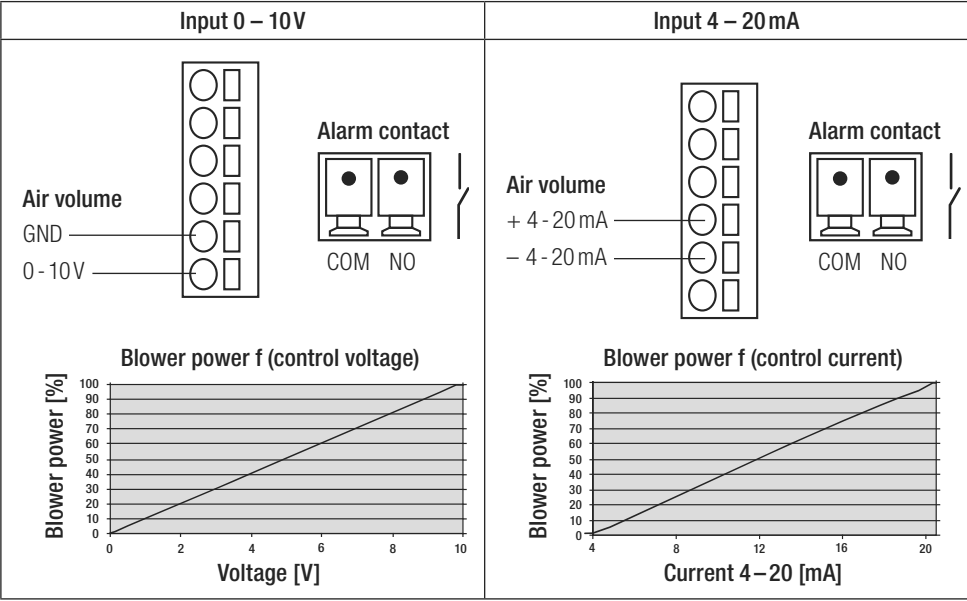 Input 0 – 10 V
Alarm contact
Air volume
GND
0 - 10 V
COM NO
Blower power f (control voltage)
Blower power [%]
100
90
80
70
60
50
40
30
20
10
0
0 2 4 6 8 10
Voltage [V]
Input 4 – 20 mA
Alarm contact
Air volume
+ 4 - 20 mA
– 4 - 20 mA
COM NO
Blower power f (control current)
Blower power [%]
100
90
80
70
60
50
40
30
20
10
0
4 8 12 16 20
Current 4 – 20 [mA]